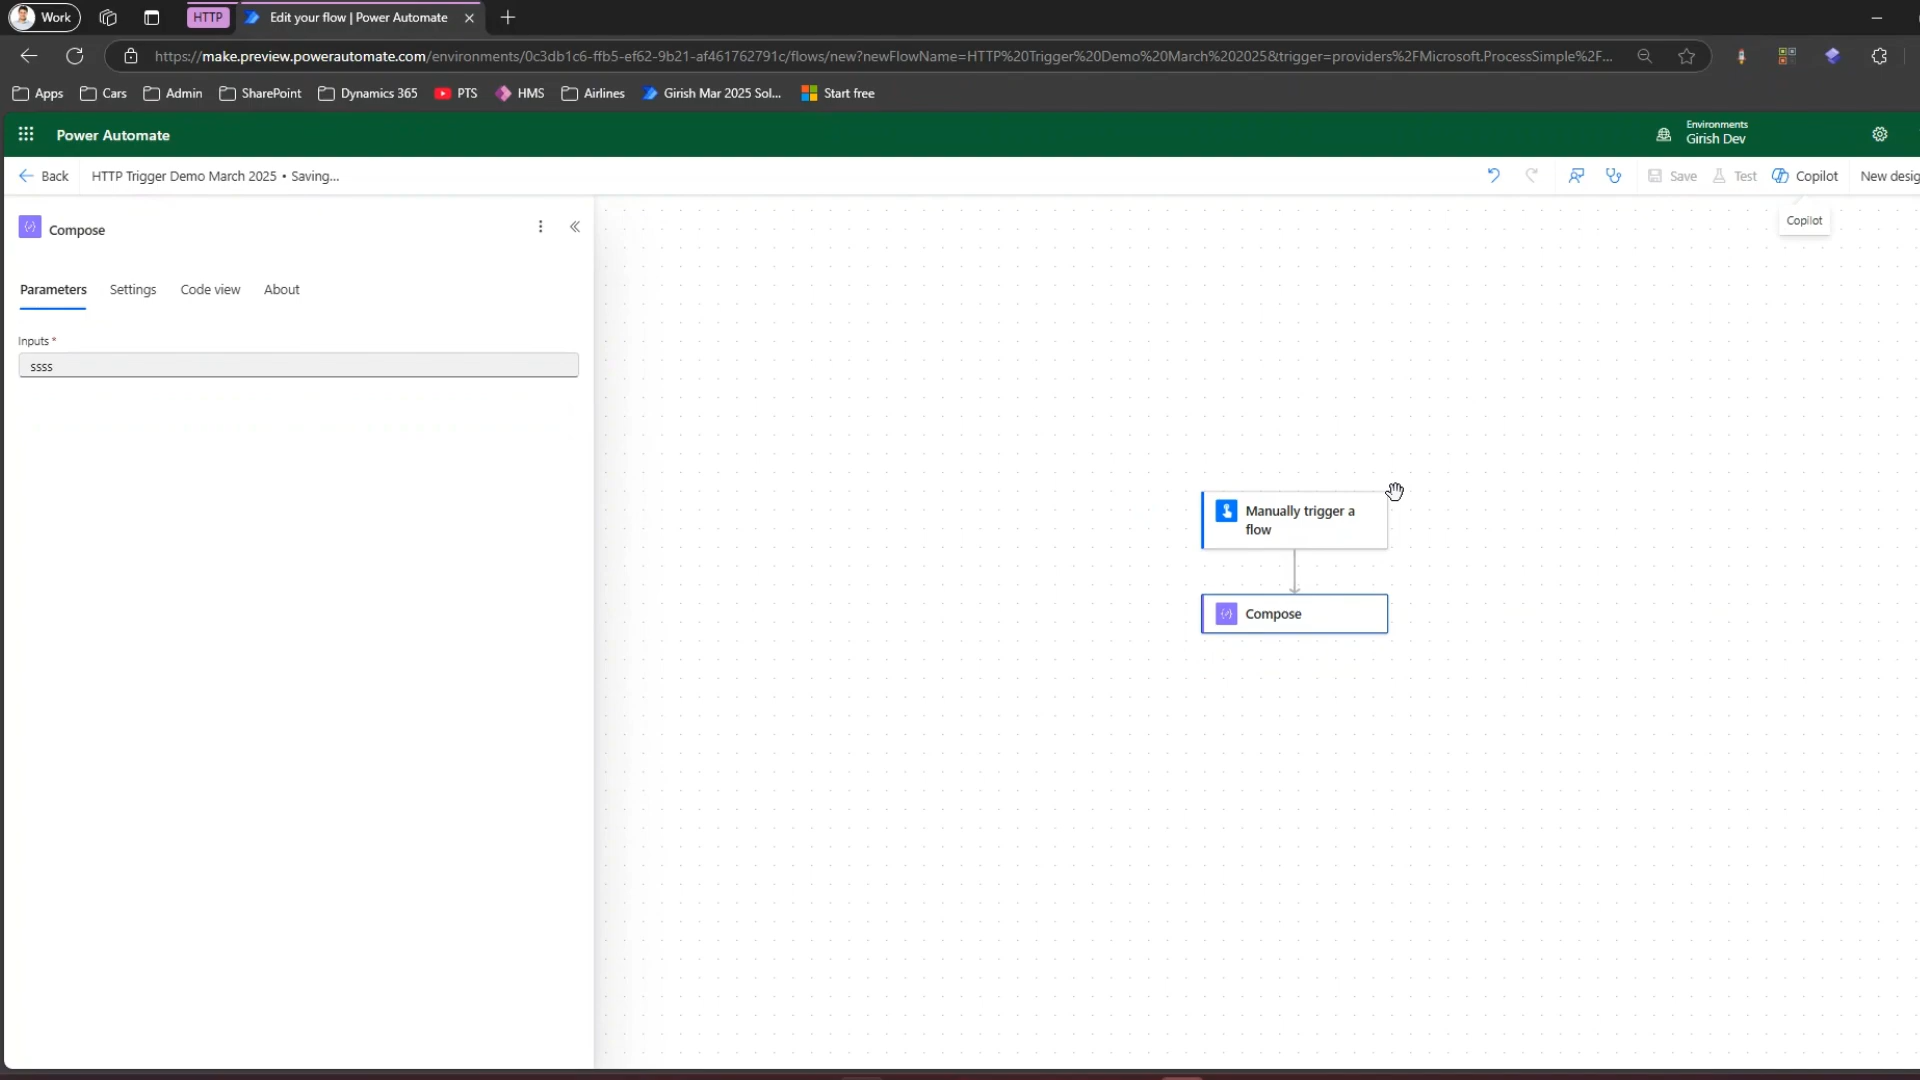 Work
HTTP
Edit your flow | Power Automate
https://make.preview.powerautomate.com/environments/0c3db1c6-ffb5-ef62-9b21-af461762791c/flows/new?newFlowName=HTTP%20Trigger%20Demo%20March%202025&trigger=providers%2FMicrosoft.ProcessSimple%2F...
Apps
Cars
Admin
SharePoint
Dynamics 365
PTS
HMS
Airlines
Girish Mar 2025 Sol...
Start free
Power Automate
Environments
Girish Dev
Back
HTTP Trigger Demo March 2025 • Saving...
Save
Test
Copilot
New desig
Copilot
Compose
Parameters
Settings
Code view
About
Inputs *
ssss
Manually trigger a
flow
Compose